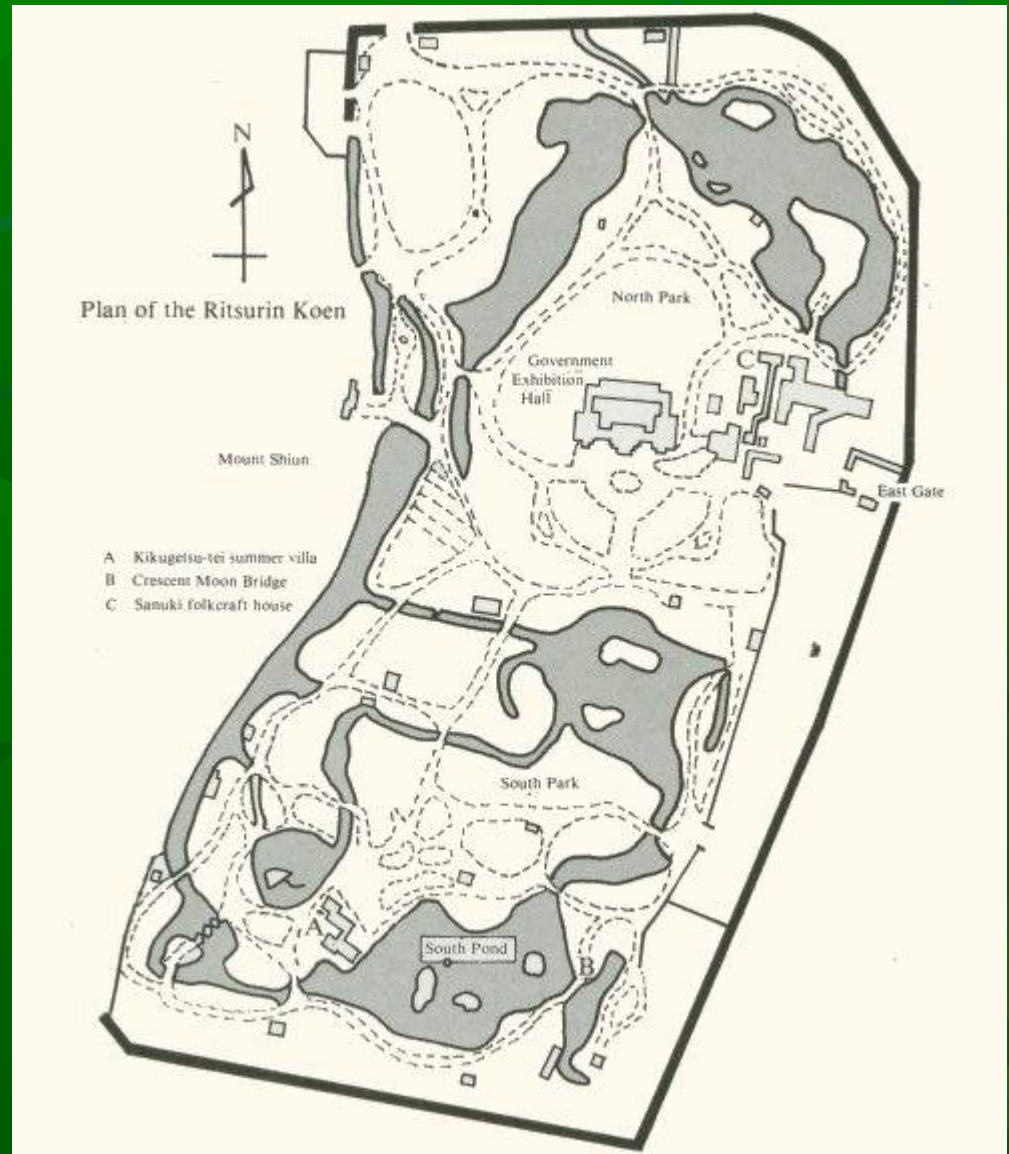 N
Plan of the Ritsurin Koen
North Park
C
Government
Exhibition
Hall
Mount Shiun
East Gate
A Kikugetsu-tei summer villa
B Crescent Moon Bridge
C Sanuki folkcraft house
South Park
A
South Pond
B